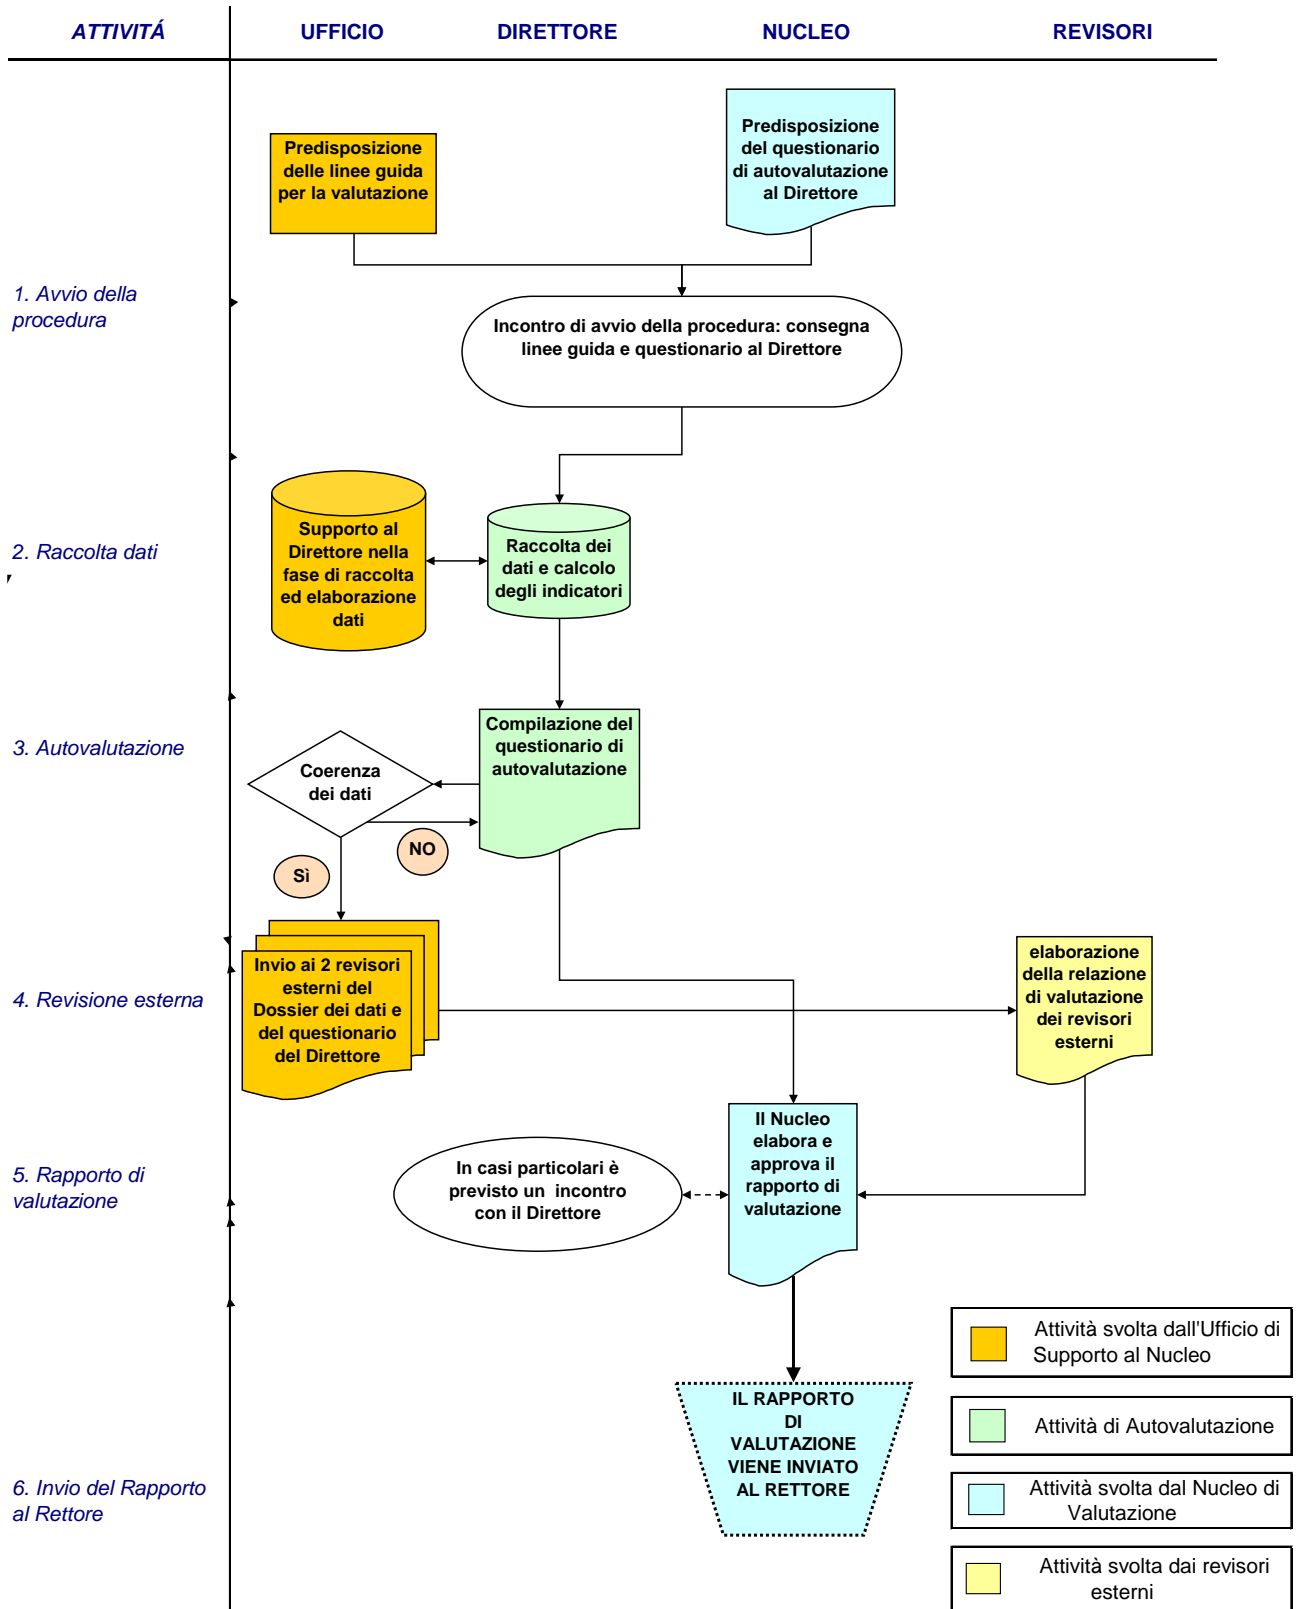 ATTIVITÁ
UFFICIO
DIRETTORE
NUCLEO
REVISORI
Predisposizione
delle linee guida
per la valutazione
Predisposizione
del questionario
di autovalutazione
al Direttore
1. Avvio della
procedura
Incontro di avvio della procedura: consegna
linee guida e questionario al Direttore
2. Raccolta dati
Supporto al
Direttore nella
fase di raccolta
ed elaborazione
dati
Raccolta dei
dati e calcolo
degli indicatori
3. Autovalutazione
Coerenza
dei dati
Compilazione del
questionario di
autovalutazione
NO
Sì
4. Revisione esterna
Invio ai 2 revisori
esterni del
Dossier dei dati e
del questionario
del Direttore
elaborazione
della relazione
di valutazione
dei revisori
esterni
5. Rapporto di
valutazione
In casi particolari è
previsto un incontro
con il Direttore
Il Nucleo
elabora e
approva il
rapporto di
valutazione
6. Invio del Rapporto
al Rettore
IL RAPPORTO
DI
VALUTAZIONE
VIENE INVIATO
AL RETTORE
Attività svolta dall'Ufficio di
Supporto al Nucleo
Attività di Autovalutazione
Attività svolta dal Nucleo di
Valutazione
Attività svolta dai revisori
esterni